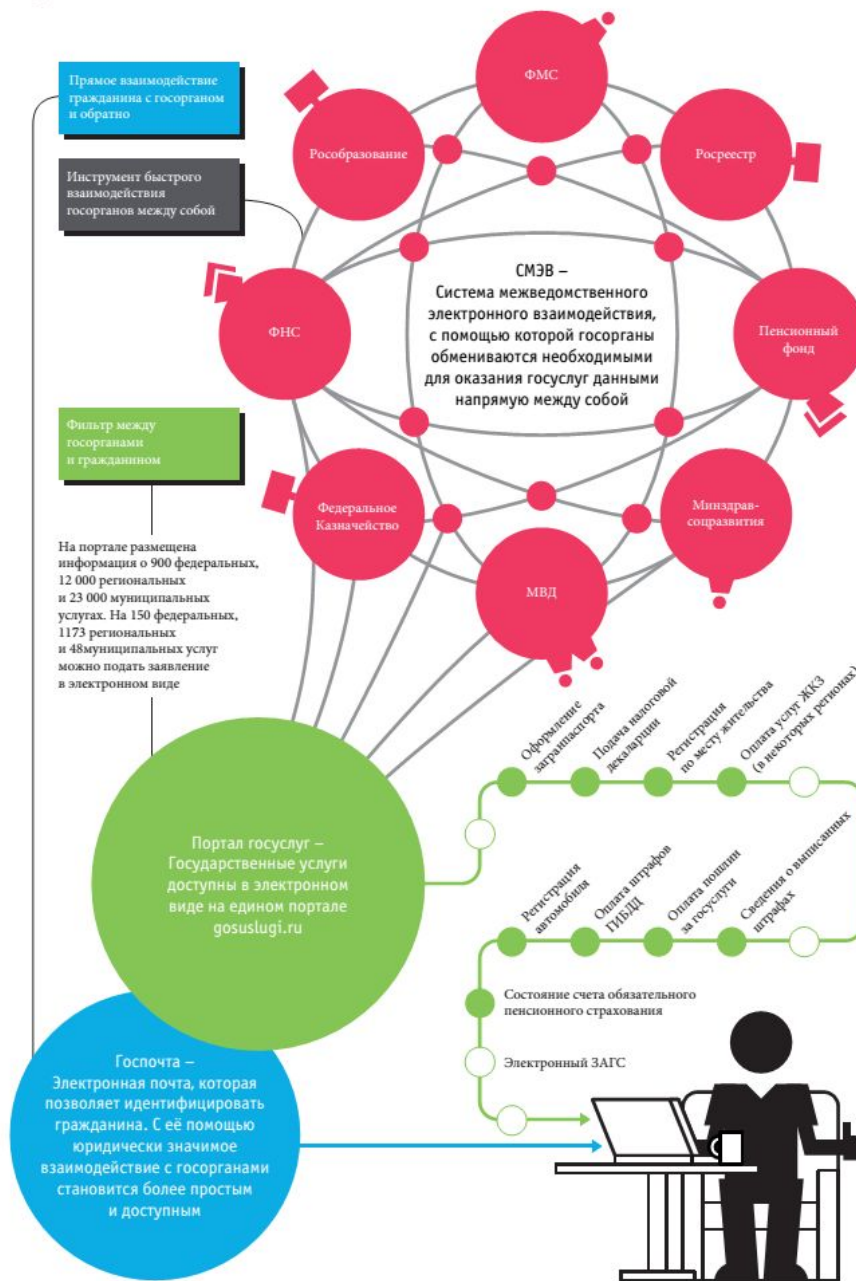 Прямое взаимодействие
гражданина с госорганом
и обратно
Инструмент быстрого
взаимодействия
госорганов между собой
ФМС
Рособразование
Росреестр
ФНС
СМЭВ –
Система межведомственного
электронного взаимодействия,
с помощью которой госорганы
обмениваются необходимыми
для оказания госуслуг данными
напрямую между собой
Пенсионный
фонд
Фильтр между
госорганами
и гражданином
Федеральное
Казначейство
Минздрав-
соцразвития
МВД
На портале размещена
информация о 900 федеральных,
12 000 региональных
и 23 000 муниципальных
услугах. На 150 федеральных,
1173 региональных
и 48муниципальных услуг
можно подать заявление
в электронном виде
Оформление
загранпаспорта
Подача налоговой
декаларции
Регистрация
по месту жительства
Оплата услуг ЖКЗ
(в некоторых регионах)
Портал госуслуг –
Государственные услуги
доступны в электронном
виде на едином портале
gosuslugi.ru
Регистрация
автомобиля
Оплата штрафов
ГИБДД
Оплата пошлин
за госуслуги
Сведения о выписанных
штрафах
Состояние счета обязательного
пенсионного страхования
Электронный ЗАГС
Госпочта –
Электронная почта, которая
позволяет идентифицировать
гражданина. С её помощью
юридически значимое
взаимодействие с госорганами
становится более простым
и доступным